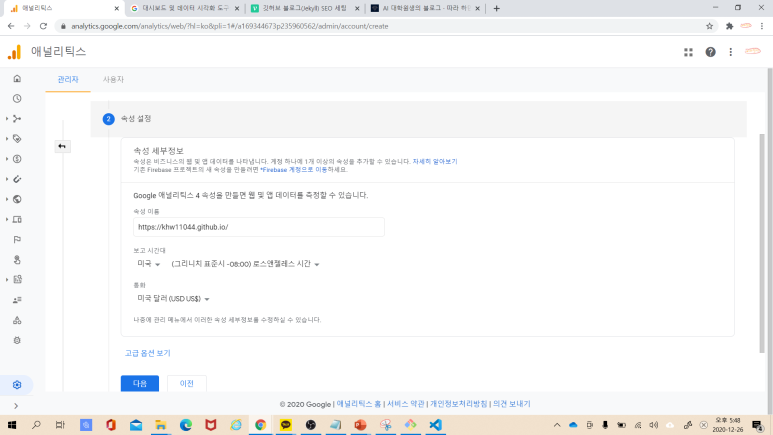 애널리틱스
대시보드 및 데이터 시각화 도구
깃허브 블로그(Jekyll) SEO 세팅
AI 대학원생의 블로그 - 따라 하
analytics.google.com/analytics/web/?hl=ko&pli=1#/a169344673p235960562/admin/account/create
애널리틱스
관리자
사용자
2
속성 설정
속성 세부정보
속성은 비즈니스의 웹 및 앱 데이터를 나타냅니다. 계정 하나에 1개 이상의 속성을 추가할 수 있습니다. 자세히 알아보기
기존 Firebase 프로젝트의 새 속성을 만들려면 *Firebase 계정으로 이동하세요.
Google 애널리틱스 4 속성을 만들면 웹 및 앱 데이터를 측정할 수 있습니다.
속성 이름
https://khw11044.github.io/
보고 시간대
미국
(그리니치 표준시 -08:00) 로스앤젤레스 시간
통화
미국 달러 (USD US$)
나중에 관리 메뉴에서 이러한 속성 세부정보를 수정하실 수 있습니다.
고급 옵션 보기
다음
이전
© 2020 Google | 애널리틱스 홈 | 서비스 약관 | 개인정보처리방침 | 의견 보내기
오후 5:48
2020-12-26